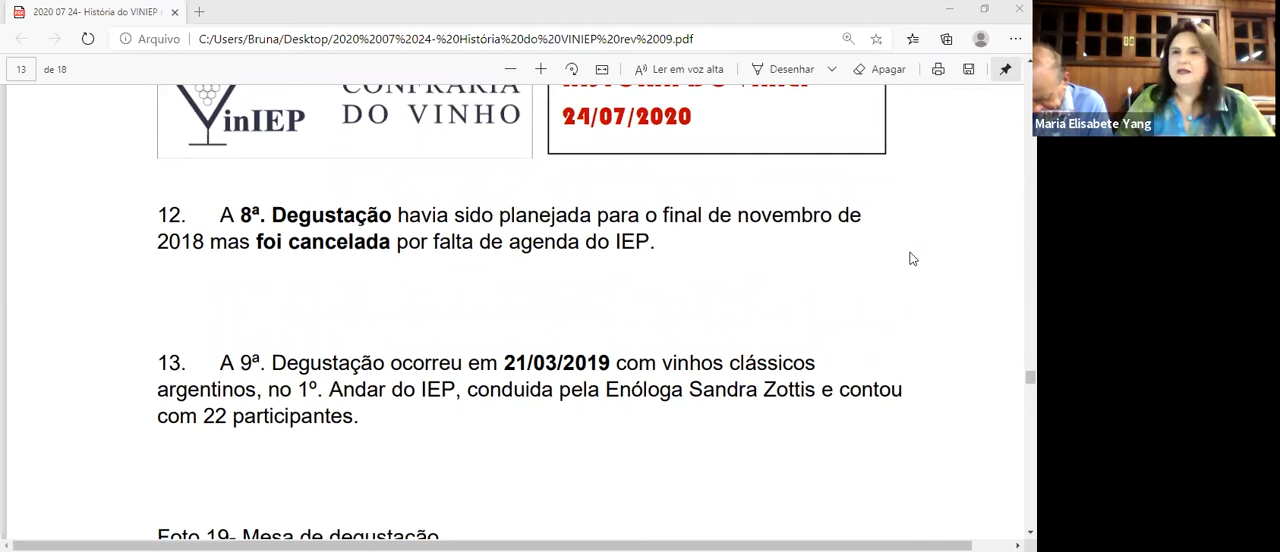 2020 07 24- História do VINIEP
Arquivo C:/Users/Bruna/Desktop/2020%2007%2024-%20História%20do%20VINIEP%20rev%2009.pdf
13 de 18
Ler em voz alta Desenhar Apagar
Maria Elisabete Yang
VinIEP
CONFRARIA
DO VINHO
24/07/2020
12. A 8ª. Degustação havia sido planejada para o final de novembro de
2018 mas foi cancelada por falta de agenda do IEP.
13. A 9ª. Degustação ocorreu em 21/03/2019 com vinhos clássicos
argentinos, no 1º. Andar do IEP, conduida pela Enóloga Sandra Zottis e contou
com 22 participantes.
Foto 19- Mesa de degustação